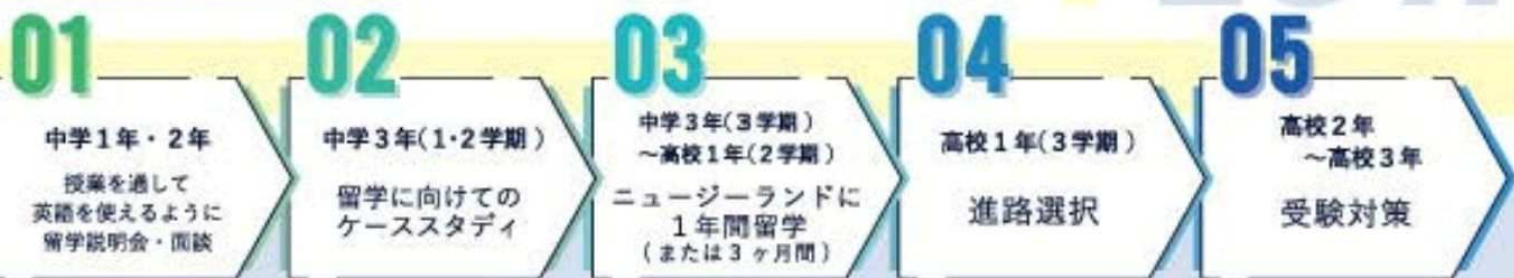 01
中学1年・2年
授業を通して
英語を使えるように
留学説明会・面談
02
中学3年(1・2学期)
留学に向けての
ケーススタディ
03
中学3年(3学期)
～高校1年(2学期)
ニュージーランドに
1年間留学
(または3ヶ月間)
04
高校1年(3学期)
進路選択
05
高校2年
～高校3年
受験対策